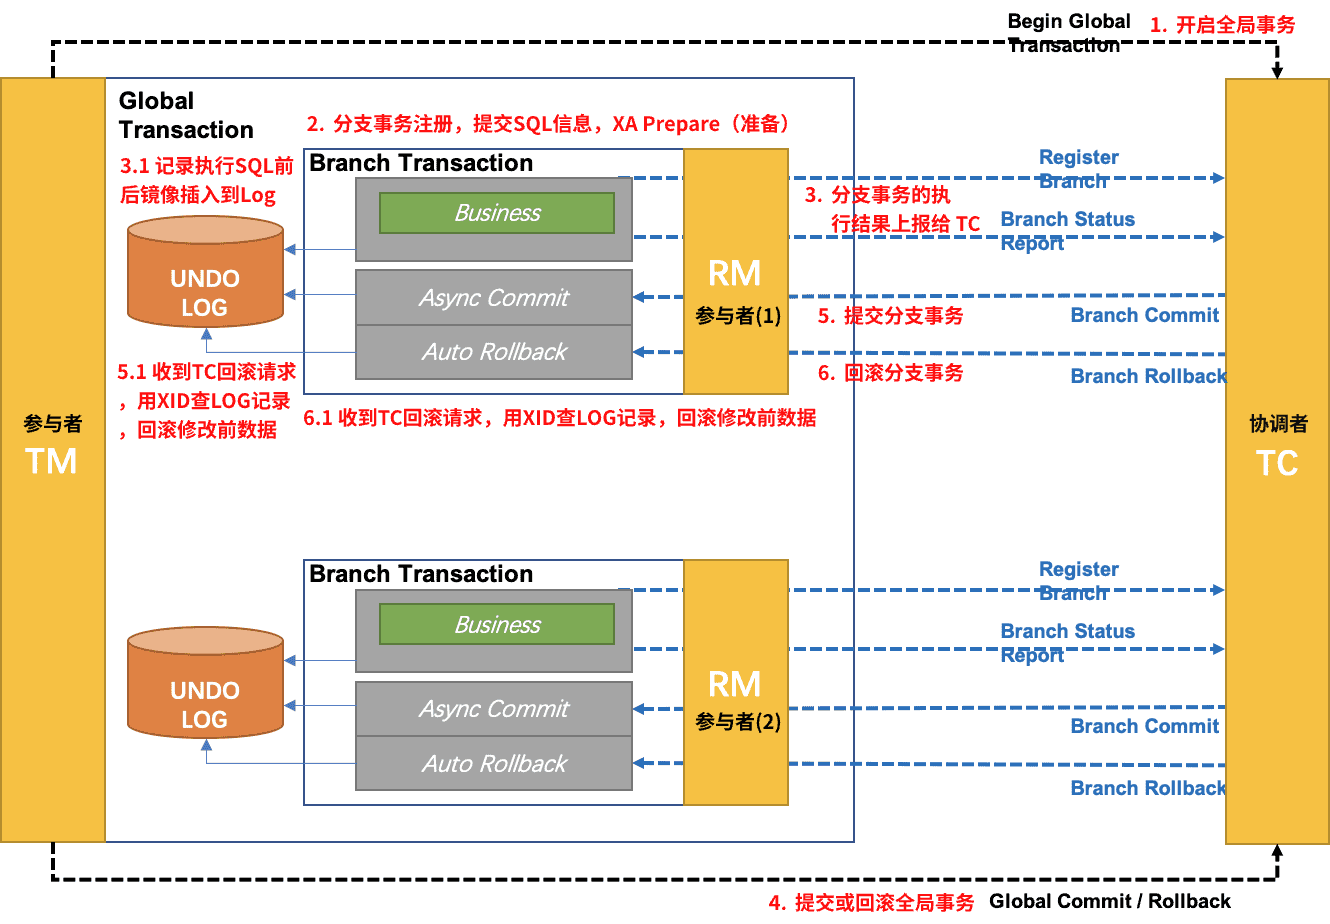 Begin Global
Transaction
1. 开启全局事务
Global
Transaction
2. 分支事务注册，提交SQL信息，XA Prepare（准备）
3.1 记录执行SQL前
后镜像插入到Log
Branch Transaction
Business
Register
Branch
3. 分支事务的执
行结果上报给 TC
Branch Status
Report
UNDO
LOG
RM
参与者(1)
Async Commit
5. 提交分支事务
Branch Commit
Auto Rollback
6. 回滚分支事务
Branch Rollback
5.1 收到TC回滚请求
，用XID查LOG记录
，回滚修改前数据
6.1 收到TC回滚请求，用XID查LOG记录，回滚修改前数据
参与者
TM
协调者
TC
Branch Transaction
Business
Register
Branch
Branch Status
Report
UNDO
LOG
RM
参与者(2)
Async Commit
Branch Commit
Auto Rollback
Branch Rollback
4. 提交或回滚全局事务
Global Commit / Rollback